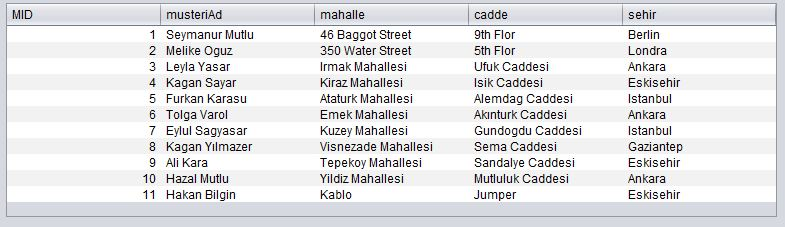 MID musteriAd mahalle cadde sehir
1 Seymanur Mutlu 46 Baggot Street 9th Flor Berlin
2 Melike Oguz 350 Water Street 5th Flor Londra
3 Leyla Yasar Irmak Mahallesi Ufuk Caddesi Ankara
4 Kagan Sayar Kiraz Mahallesi Isik Caddesi Eskisehir
5 Furkan Karasu Ataturk Mahallesi Alemdag Caddesi Istanbul
6 Tolga Varol Emek Mahallesi Akınturk Caddesi Ankara
7 Eylul Sagyasar Kuzey Mahallesi Gundogdu Caddesi Istanbul
8 Kagan Yılmazer Visnezade Mahallesi Sema Caddesi Gaziantep
9 Ali Kara Tepekoy Mahallesi Sandalye Caddesi Eskisehir
10 Hazal Mutlu Yildiz Mahallesi Mutluluk Caddesi Ankara
11 Hakan Bilgin Kablo Jumper Eskisehir